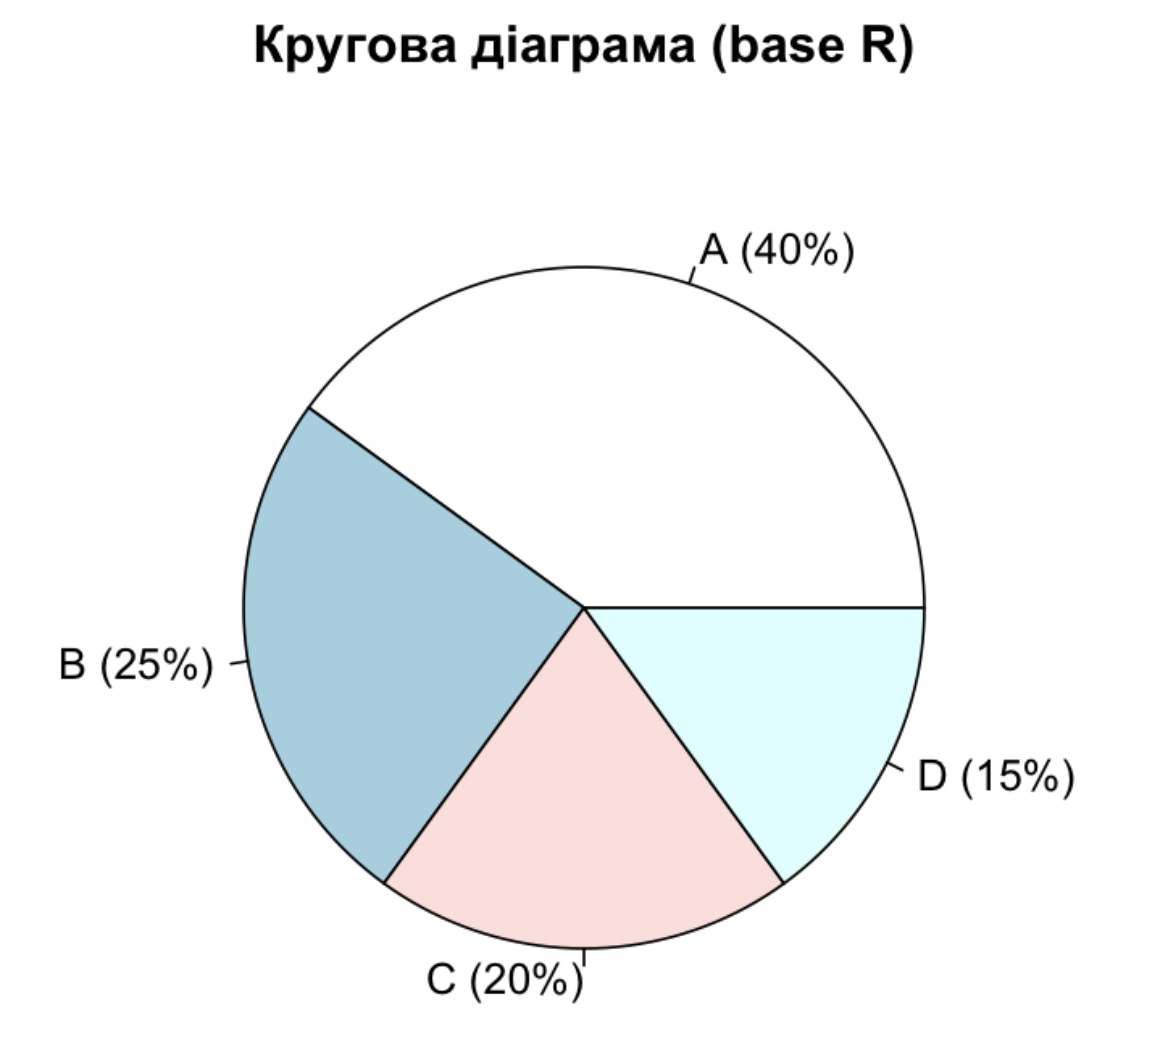 Кругова діаграма (base R)
A (40%)
B (25%)
D (15%)
C (20%)